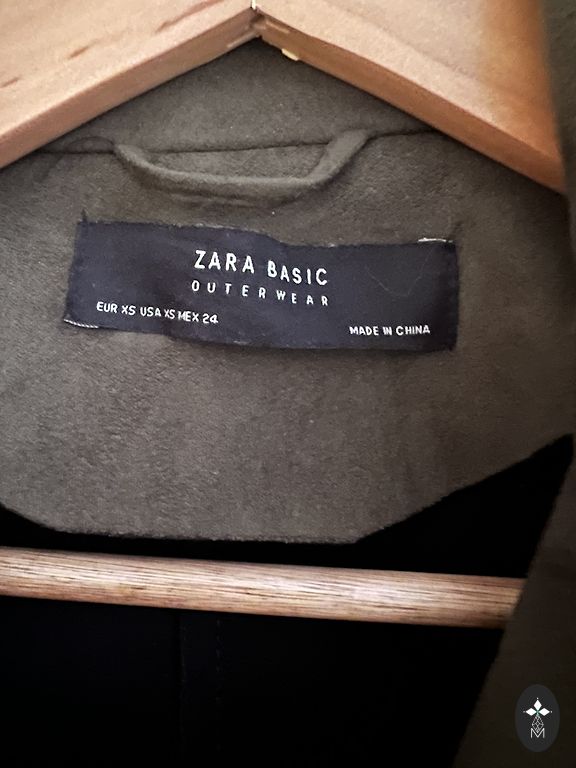 ZARA BASIC
OUTERWEAR
EUR XS USA XS MEX 24
MADE IN CHINA
M